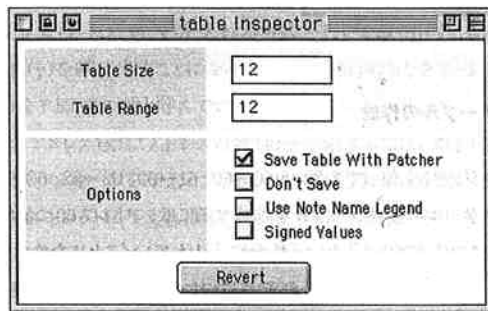 table Inspector
Table Size 12
Table Range 12
Options
Save Table With Patcher
Don't Save
Use Note Name Legend
Signed Values
Revert